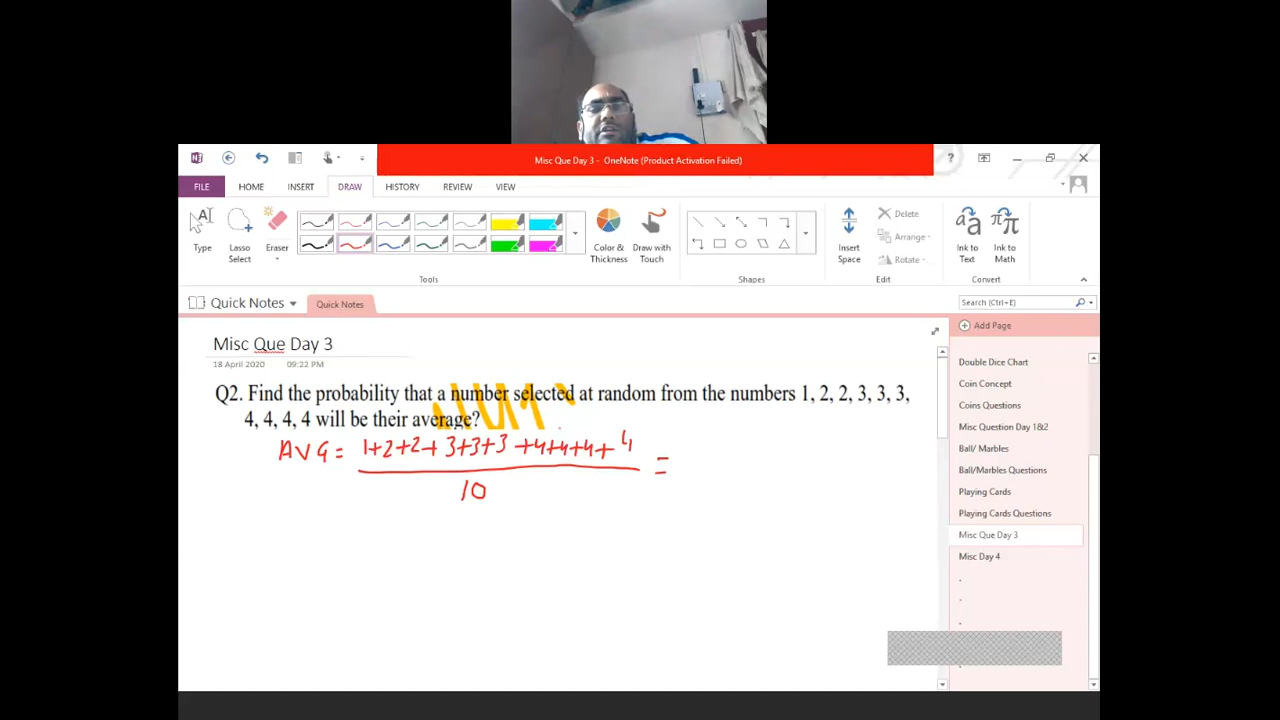 Misc Que Day 3 - OneNote (Product Activation Failed)
?
FILE HOME INSERT DRAW HISTORY REVIEW VIEW
Type
Lasso Select
Eraser
Color & Thickness
Draw with Touch
Insert Space
Delete
Arrange
Rotate
Ink to Text
Ink to Math
Tools
Shapes
Edit
Convert
Quick Notes
Quick Notes
Search (Ctrl+E)
Misc Que Day 3
18 April 2020 09:22 PM
Q2. Find the probability that a number selected at random from the numbers 1, 2, 2, 3, 3, 3,
4, 4, 4, 4 will be their average?
AVG = 1+2+2+3+3+3+4+4+4+4 =
10
Add Page
Double Dice Chart
Coin Concept
Coins Questions
Misc Question Day 1&2
Ball/ Marbles
Ball/Marbles Questions
Playing Cards
Playing Cards Questions
Misc Que Day 3
Misc Day 4